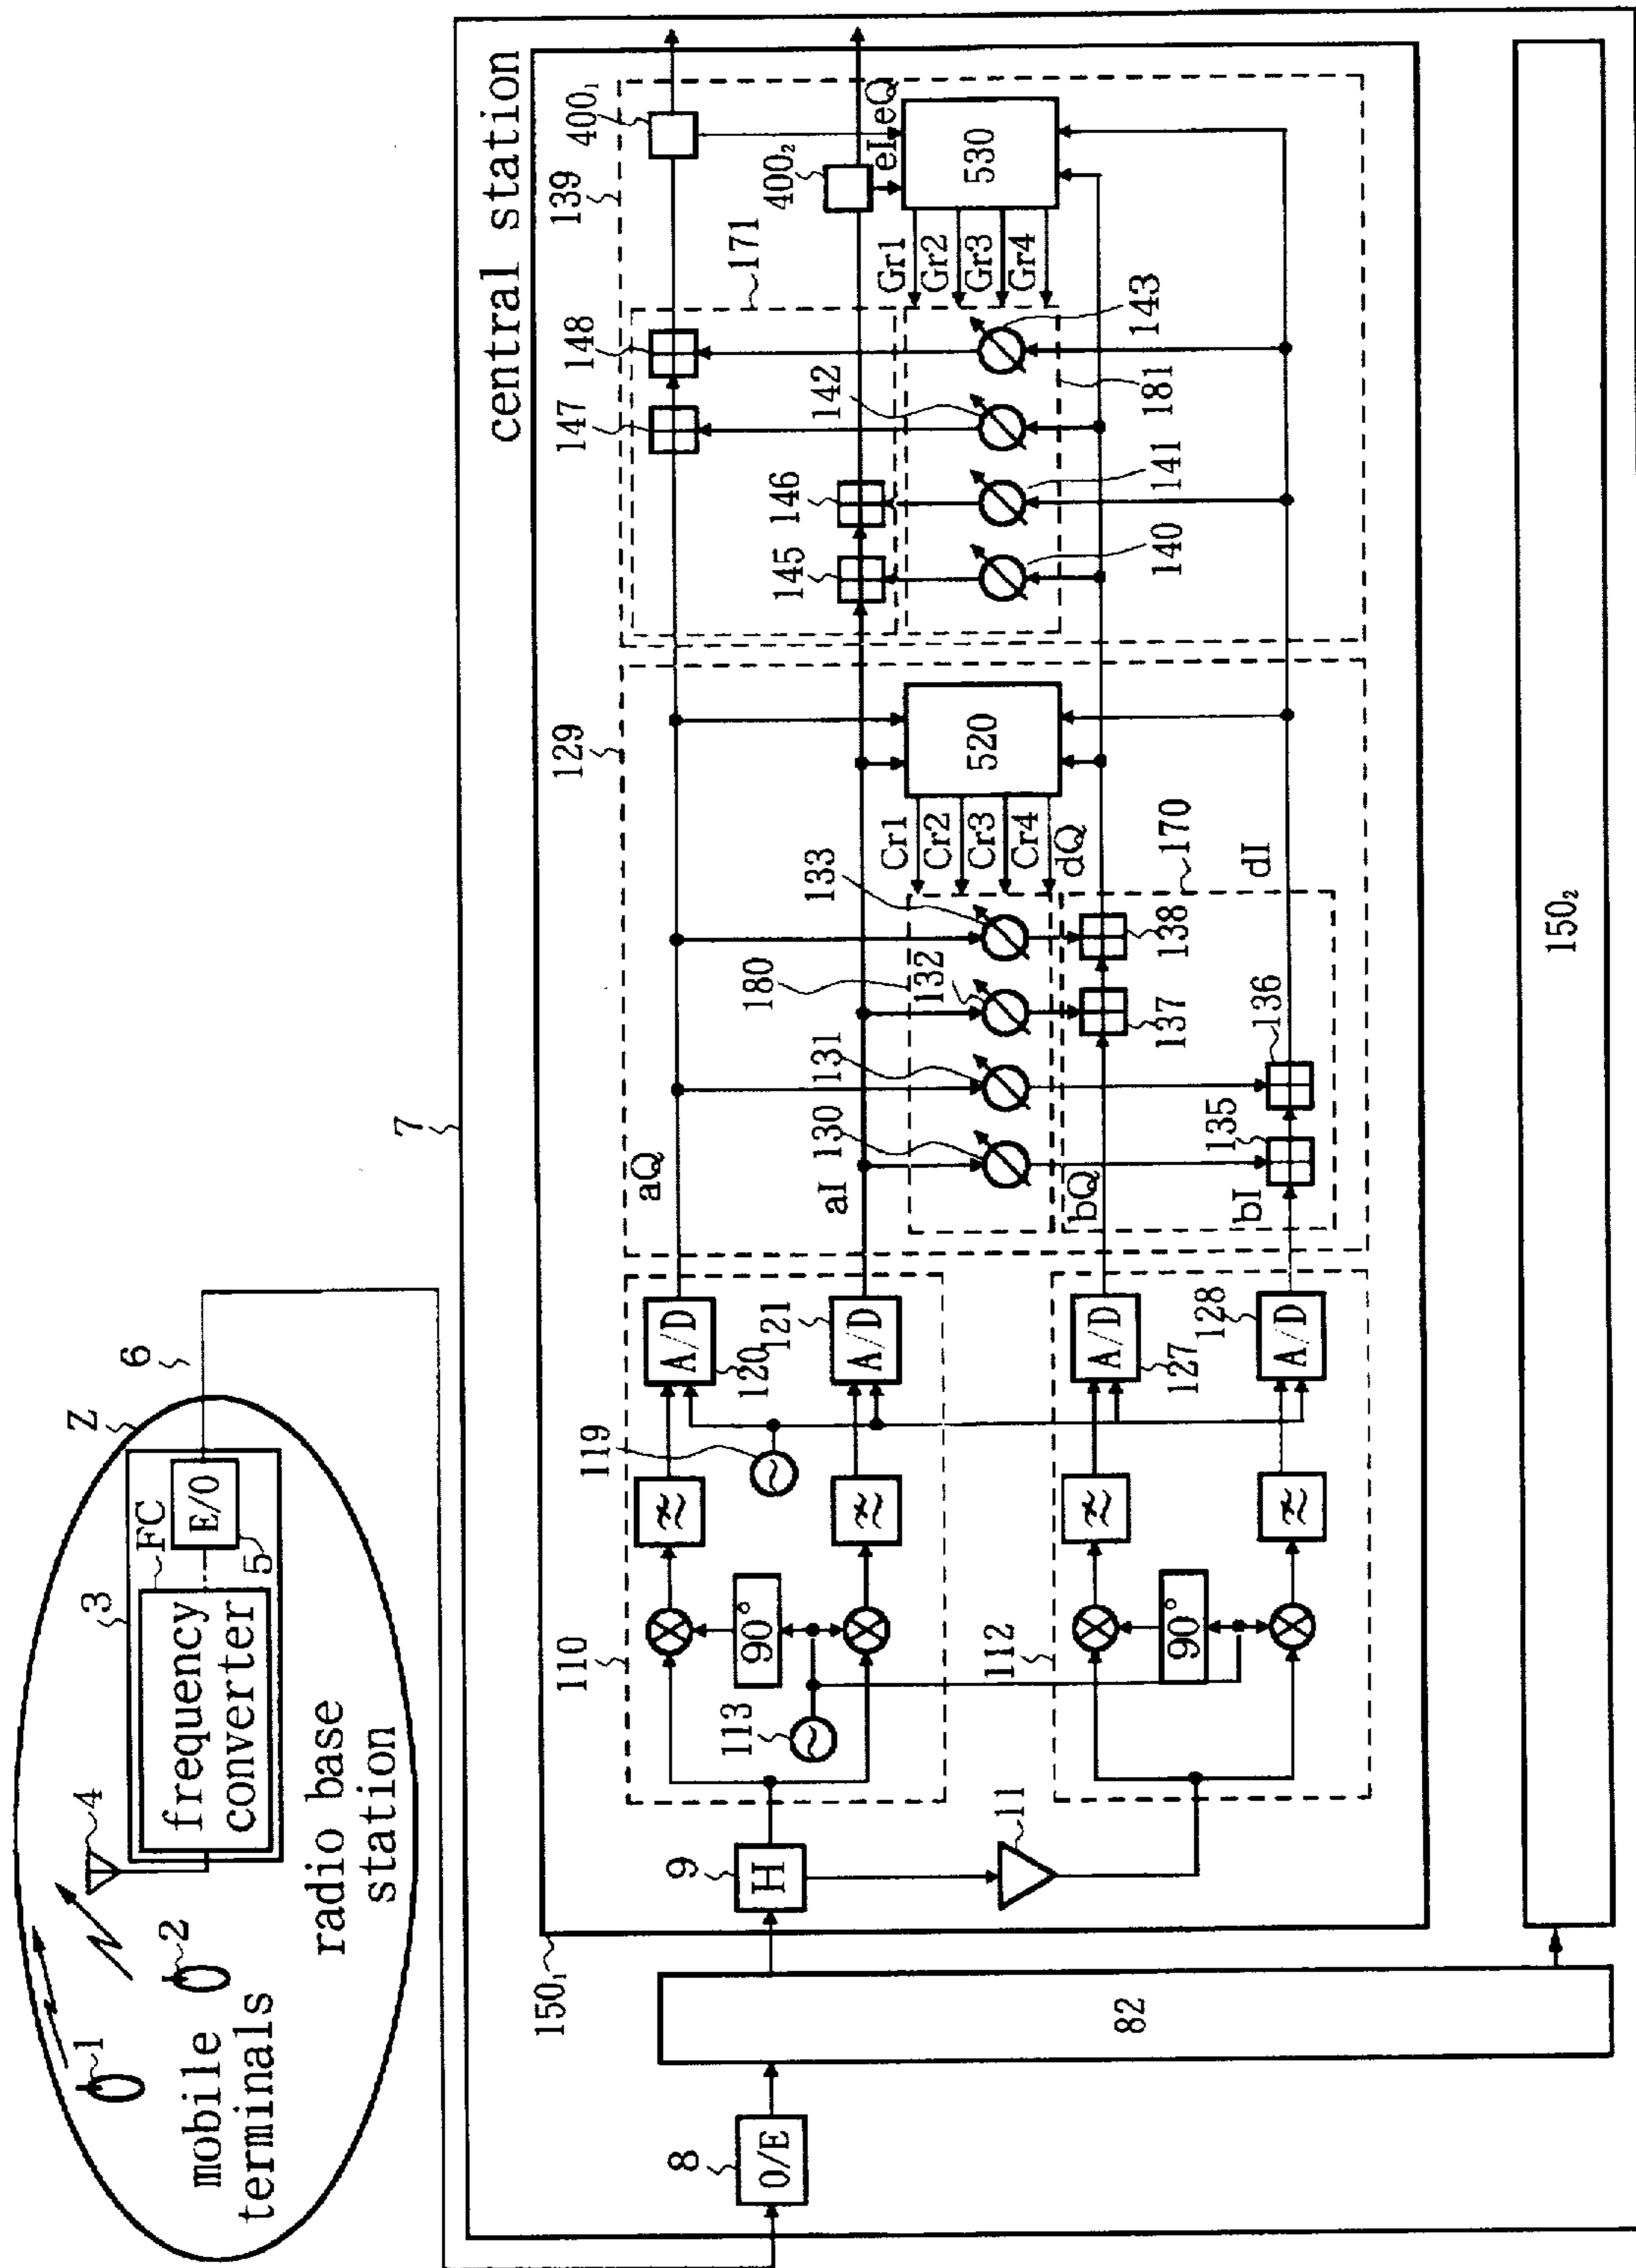 mobile
terminals
1
2
4
radio base
station
3
frequency
converter
FC
E/O
5
Z
6
7
central station
8
O/E
82
150₁
150₂
9
H
11
110
90°
113
119
A/D
120
A/D
121
112
90°
A/D
127
A/D
128
129
aQ
aI
bQ
bI
180
130
131
132
133
170
135
136
137
138
Cr1
Cr2
Cr3
Cr4
dQ
dI
520
139
171
145
146
147
148
181
140
141
142
143
Gr1
Gr2
Gr3
Gr4
530
eI
eQ
400₁
400₂